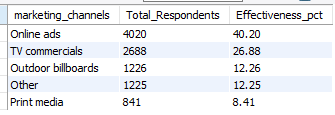 marketing_channels Total_Respondents Effectiveness_pct
Online ads 4020 40.20
TV commercials 2688 26.88
Outdoor billboards 1226 12.26
Other 1225 12.25
Print media 841 8.41